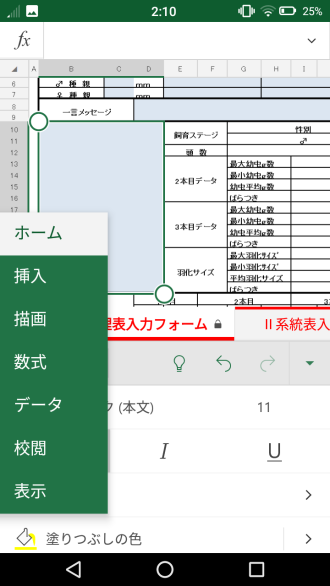 2:10
25%
fx
A B C D E F G H I
6 ♂ 種 親 mm
7 ♀ 種 親 mm
8
9 一言メッセージ
10 性別
11 飼育ステージ ♂
12 頭 数
13 最大幼虫g数
14 最小幼虫g数
15 2本目データ 幼虫平均g数
16 ばらつき
17 最大幼虫g数
最小幼虫g数
3本目データ 幼虫平均g数
ばらつき
最大羽化サイズ
最小羽化サイズ
羽化サイズ 平均羽化サイズ
ばらつき
2本目
理表入力フォーム
II系統表入
ホーム
挿入
描画
数式
データ
校閲
表示
(本文) 11
I U
塗りつぶしの色